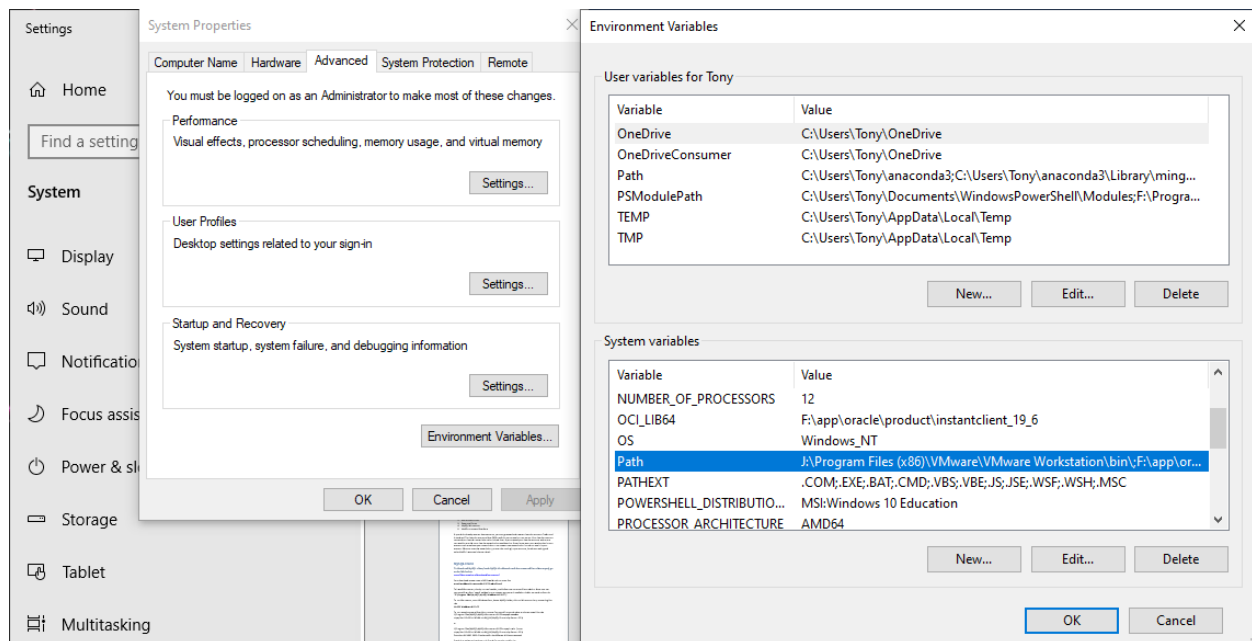 Settings
Home
Find a setting
System
Display
Sound
Notificatio
Focus assis
Power & sl
Storage
Tablet
Multitasking
System Properties
Computer Name Hardware Advanced System Protection Remote
You must be logged on as an Administrator to make most of these changes.
Performance
Visual effects, processor scheduling, memory usage, and virtual memory
Settings...
User Profiles
Desktop settings related to your sign-in
Settings...
Startup and Recovery
System startup, system failure, and debugging information
Settings...
Environment Variables...
OK Cancel Apply
Environment Variables
User variables for Tony
Variable Value
OneDrive C:\Users\Tony\OneDrive
OneDriveConsumer C:\Users\Tony\OneDrive
Path C:\Users\Tony\anaconda3;C:\Users\Tony\anaconda3\Library\ming...
PSModulePath C:\Users\Tony\Documents\WindowsPowerShell\Modules;F:\Progra...
TEMP C:\Users\Tony\AppData\Local\Temp
TMP C:\Users\Tony\AppData\Local\Temp
New... Edit... Delete
System variables
Variable Value
NUMBER_OF_PROCESSORS 12
OCI_LIB64 F:\app\oracle\product\instantclient_19_6
OS Windows_NT
Path J:\Program Files (x86)\VMware\VMware Workstation\bin\;F:\app\or...
PATHEXT .COM;.EXE;.BAT;.CMD;.VBS;.VBE;.JS;.JSE;.WSF;.WSH;.MSC
POWERSHELL_DISTRIBUTIO... MSI:Windows 10 Education
PROCESSOR_ARCHITECTURE AMD64
New... Edit... Delete
OK Cancel